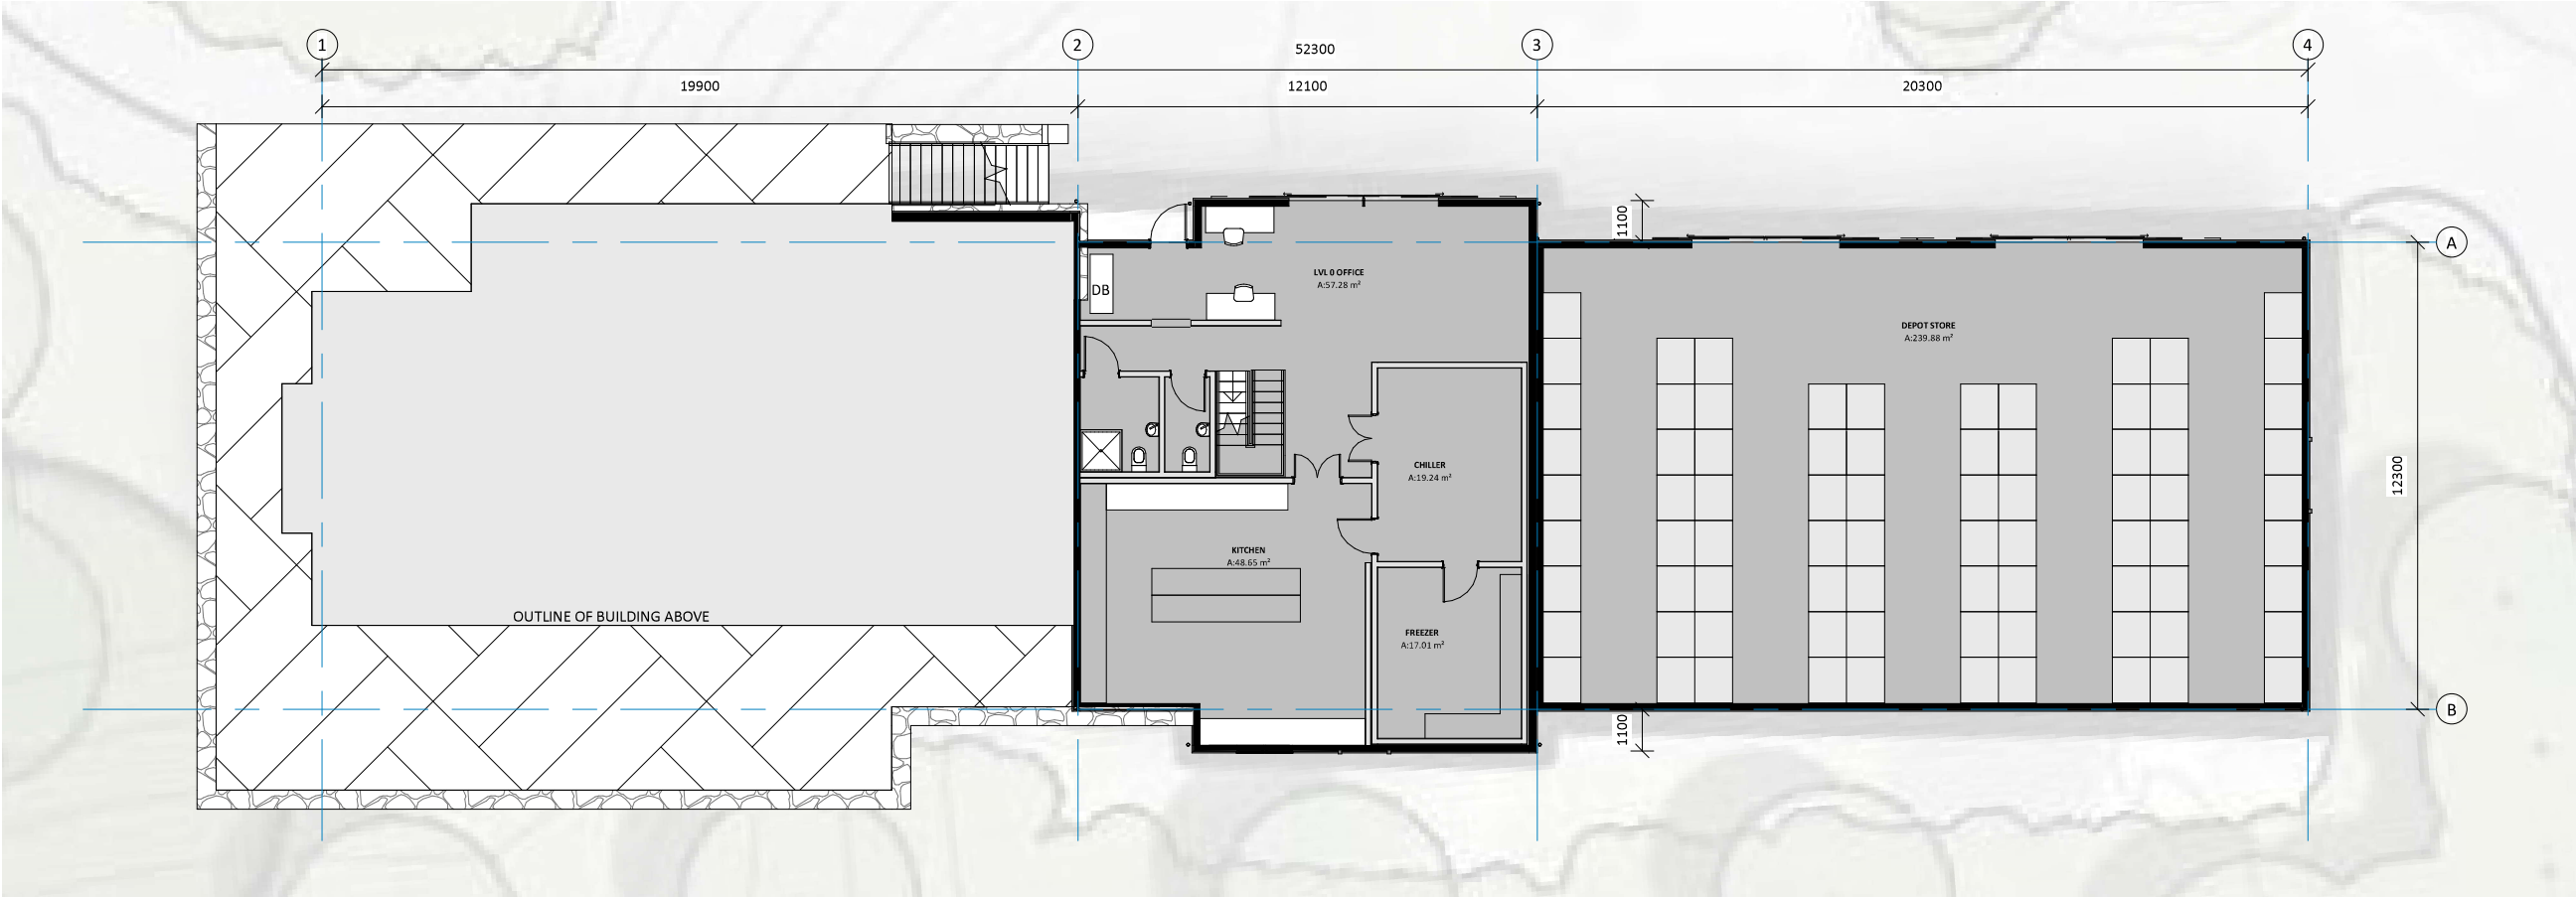 1
2
3
4
52300
19900
12100
20300
1100
A
LVL 0 OFFICE
A:57.28 m²
DB
DEPOT STORE
A:239.88 m²
CHILLER
A:19.24 m²
12300
KITCHEN
A:48.65 m²
OUTLINE OF BUILDING ABOVE
FREEZER
A:17.01 m²
B
1100